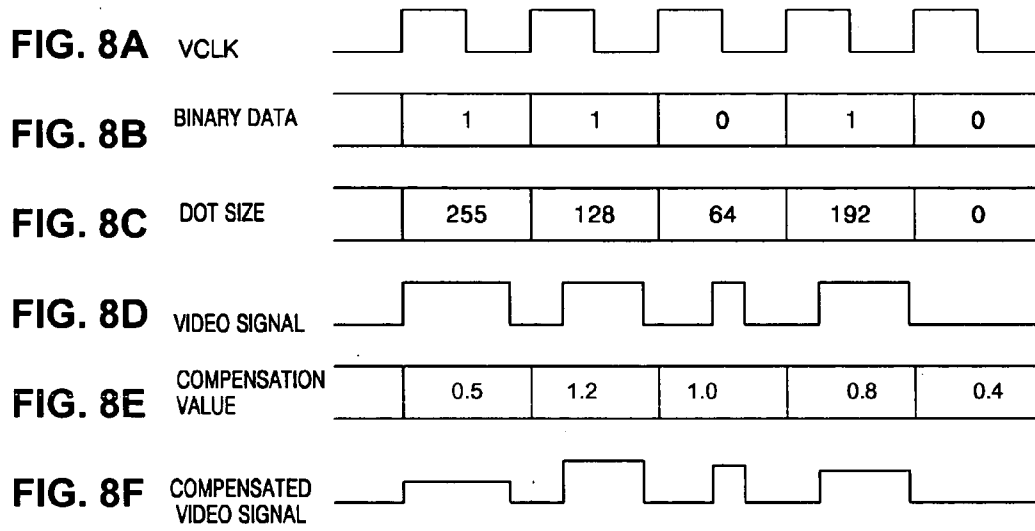 FIG. 8A VCLK
FIG. 8B BINARY DATA 1 1 0 1 0
FIG. 8C DOT SIZE 255 128 64 192 0
FIG. 8D VIDEO SIGNAL
FIG. 8E COMPENSATION VALUE 0.5 1.2 1.0 0.8 0.4
FIG. 8F COMPENSATED VIDEO SIGNAL